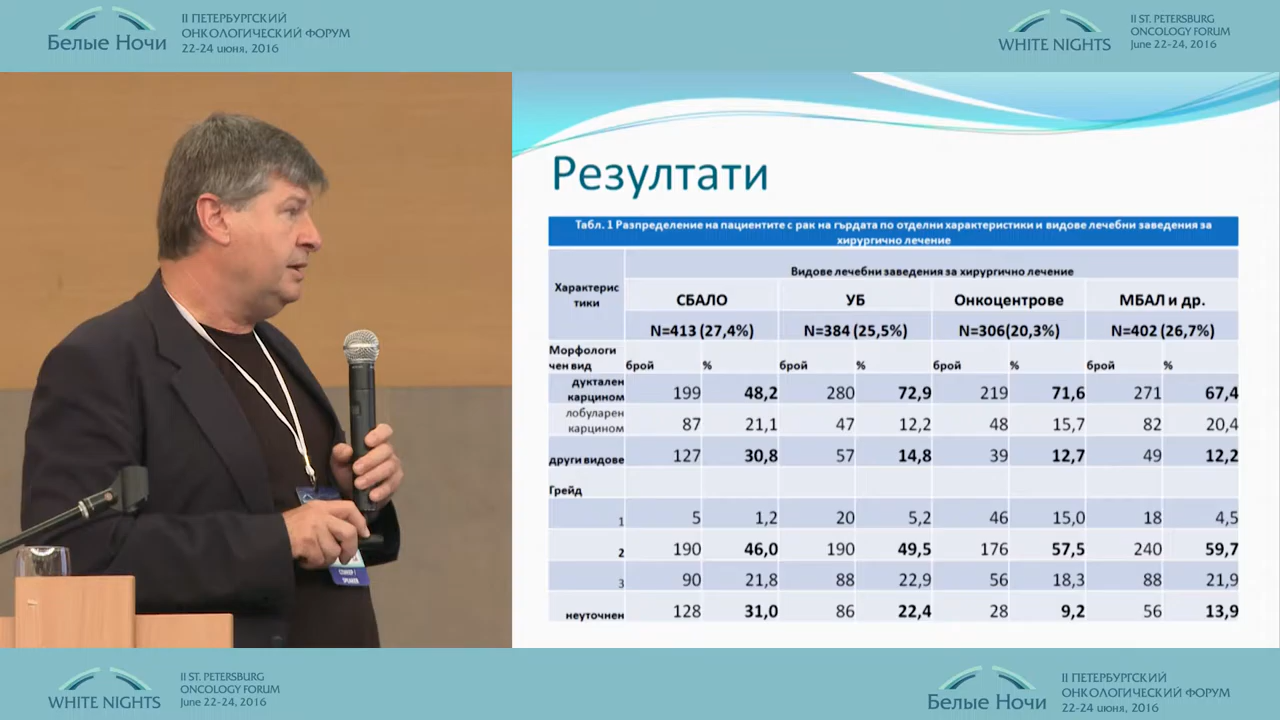 Белые Ночи
II ПЕТЕРБУРГСКИЙ
ОНКОЛОГИЧЕСКИЙ ФОРУМ
22-24 июня, 2016
WHITE NIGHTS
II ST. PETERSBURG
ONCOLOGY FORUM
June 22-24, 2016
Резултати
Табл. 1 Разпределение на пациентите с рак на гърдата по отделни характеристики и видове лечебни заведения за
хирургично лечение
Характерис
тики
Видове лечебни заведения за хирургично лечение
СБАЛО УБ Онкоцентрове МБАЛ и др.
N=413 (27,4%) N=384 (25,5%) N=306(20,3%) N=402 (26,7%)
Морфологи
чен вид
брой % брой % брой % брой %
дуктален
карцином
199 48,2 280 72,9 219 71,6 271 67,4
лобуларен
карцином
87 21,1 47 12,2 48 15,7 82 20,4
други видове 127 30,8 57 14,8 39 12,7 49 12,2
Грейд
1 5 1,2 20 5,2 46 15,0 18 4,5
2 190 46,0 190 49,5 176 57,5 240 59,7
3 90 21,8 88 22,9 56 18,3 88 21,9
неуточнен 128 31,0 86 22,4 28 9,2 56 13,9
SPEAKER
WHITE NIGHTS
II ST. PETERSBURG
ONCOLOGY FORUM
June 22-24, 2016
Белые Ночи
II ПЕТЕРБУРГСКИЙ
ОНКОЛОГИЧЕСКИЙ ФОРУМ
22-24 июня, 2016